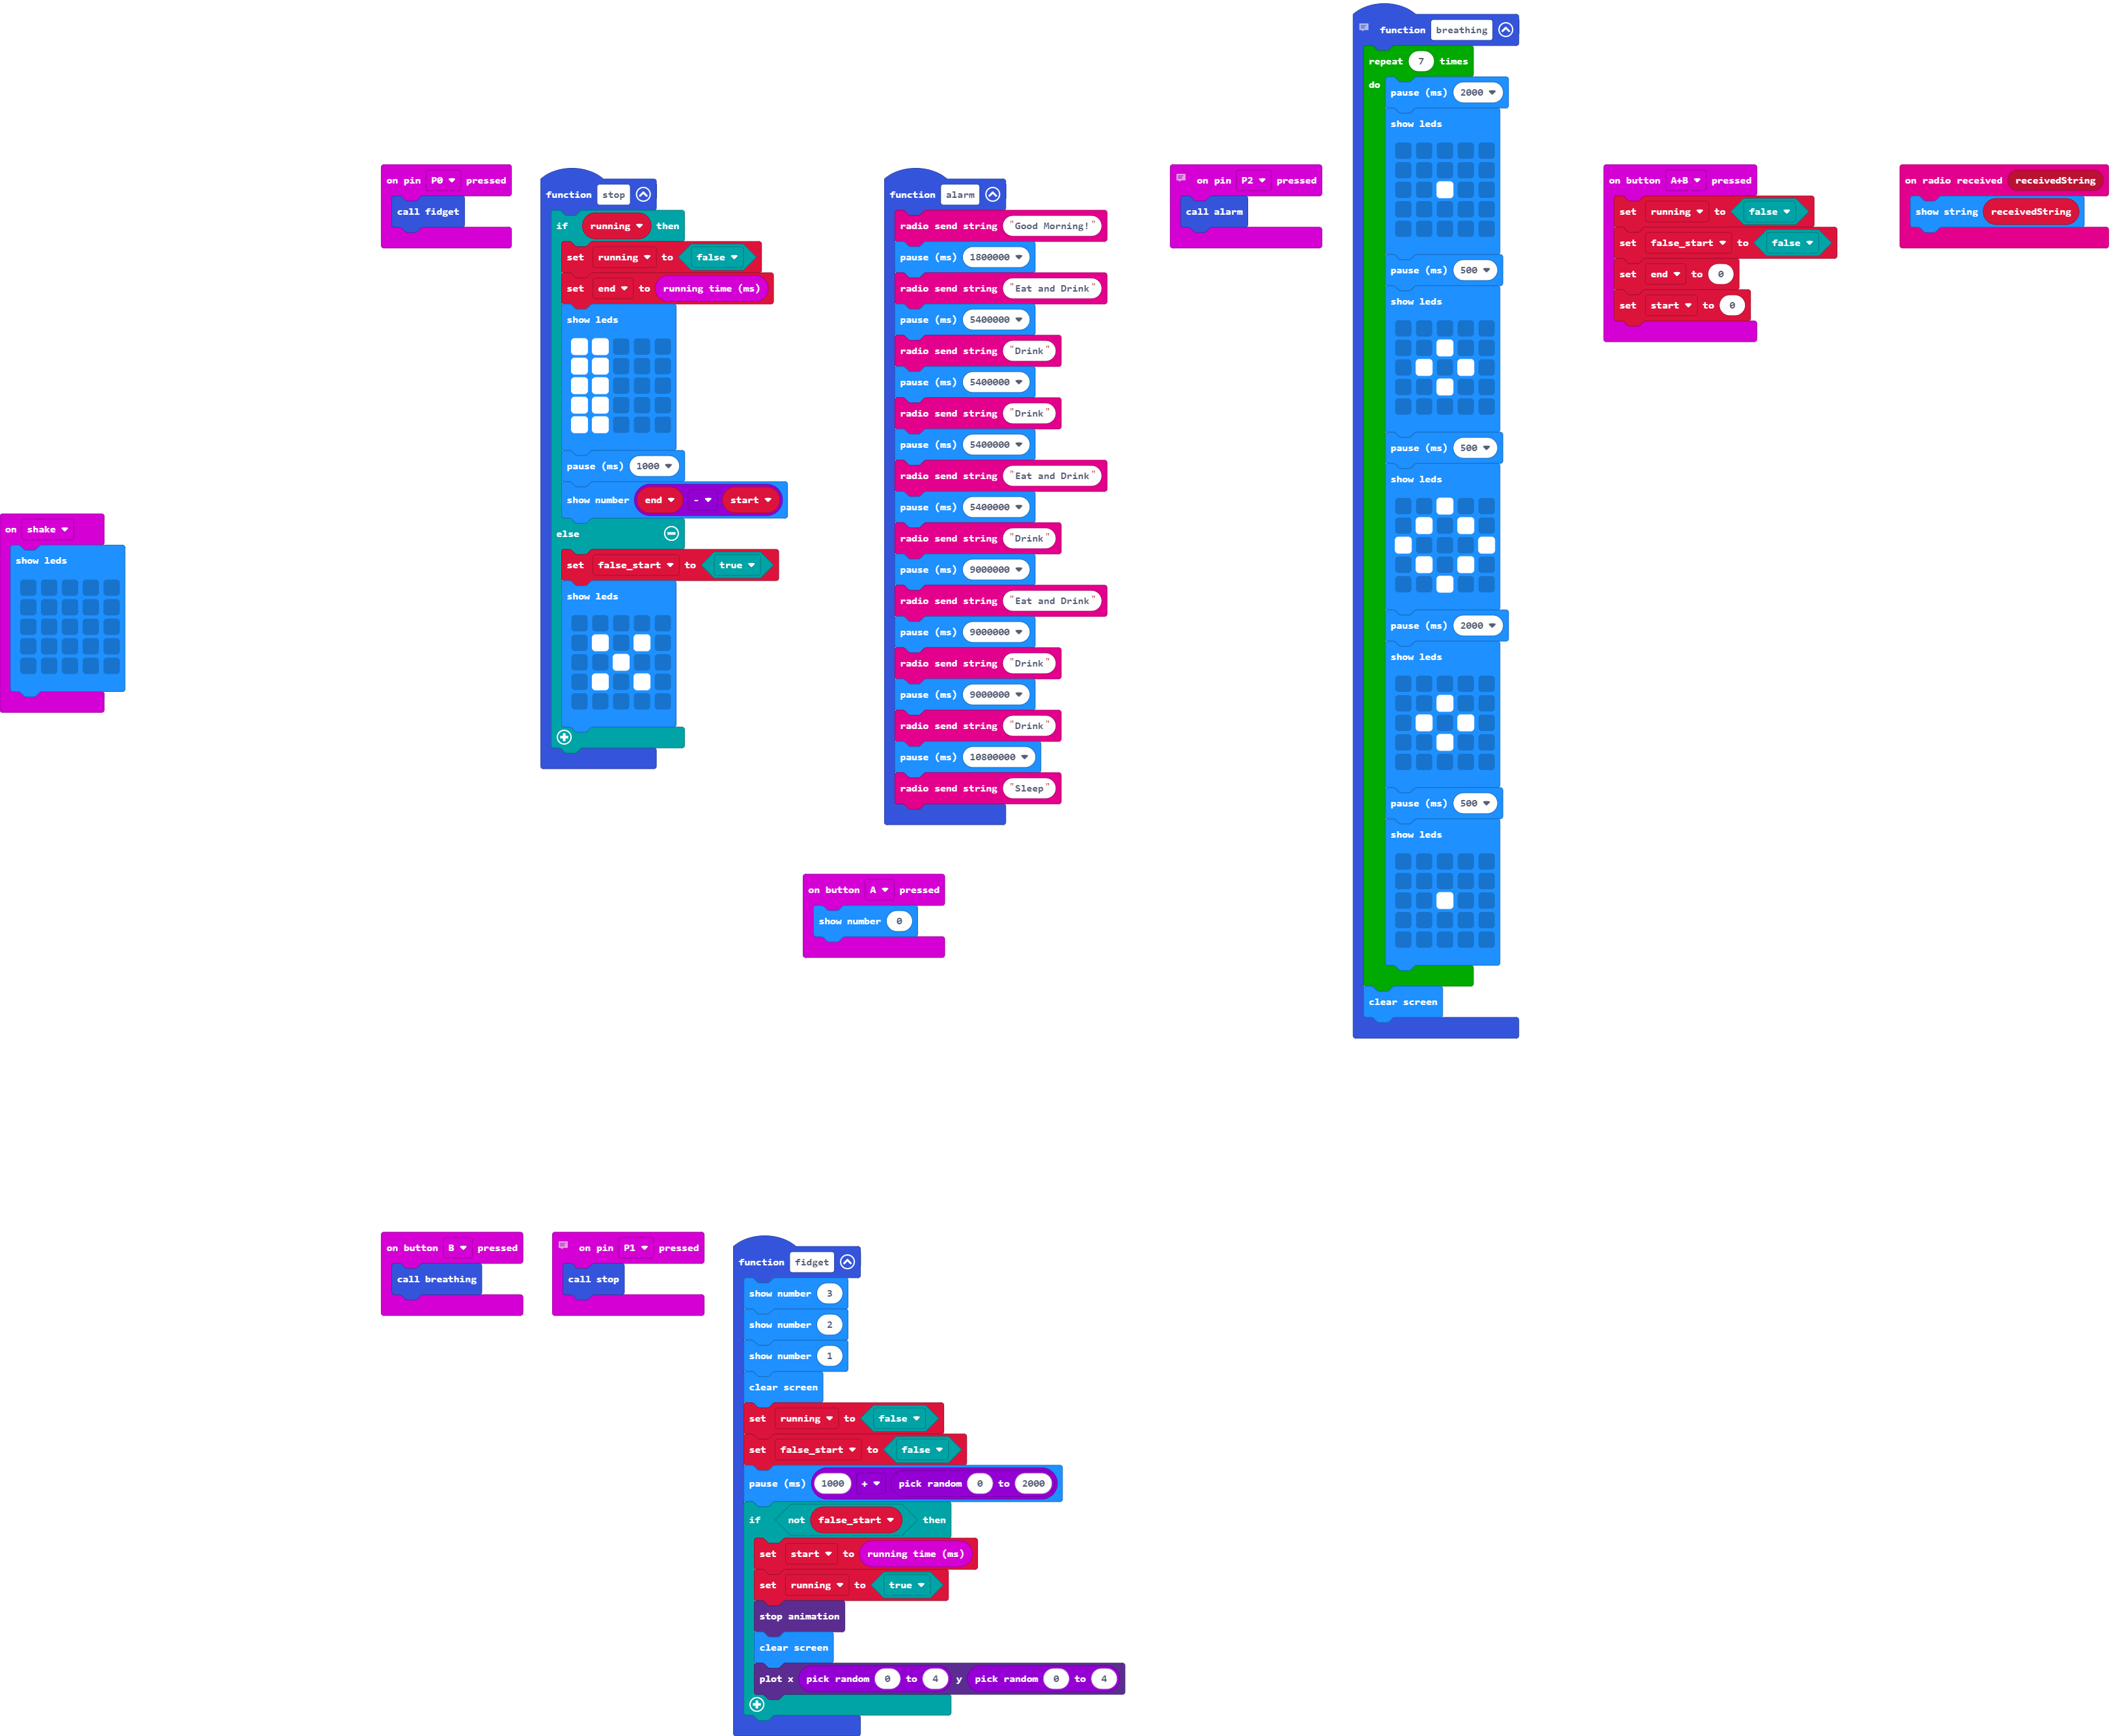 on shake
show leds
on pin P0 pressed
call fidget
function stop
if running then
set running to false
set end to running time (ms)
show leds
pause (ms) 1000
show number end - start
else
set false_start to true
show leds
function alarm
radio send string "Good Morning!"
pause (ms) 1800000
radio send string "Eat and Drink"
pause (ms) 5400000
radio send string "Drink"
pause (ms) 5400000
radio send string "Drink"
pause (ms) 5400000
radio send string "Eat and Drink"
pause (ms) 5400000
radio send string "Drink"
pause (ms) 9000000
radio send string "Eat and Drink"
pause (ms) 9000000
radio send string "Drink"
pause (ms) 9000000
radio send string "Drink"
pause (ms) 10800000
radio send string "Sleep"
on button A pressed
show number 0
on pin P2 pressed
call alarm
function breathing
repeat 7 times
do
pause (ms) 2000
show leds
pause (ms) 500
show leds
pause (ms) 500
show leds
pause (ms) 2000
show leds
pause (ms) 500
show leds
clear screen
on button A+B pressed
set running to false
set false_start to false
set end to 0
set start to 0
on radio received receivedString
show string receivedString
on button B pressed
call breathing
on pin P1 pressed
call stop
function fidget
show number 3
show number 2
show number 1
clear screen
set running to false
set false_start to false
pause (ms) 1000 + pick random 0 to 2000
if not false_start then
set start to running time (ms)
set running to true
stop animation
clear screen
plot x pick random 0 to 4 y pick random 0 to 4